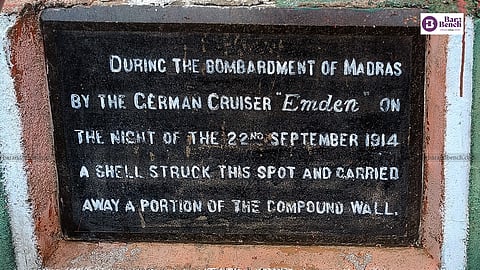 Bar&
Bench
DURING THE BOMBARDMENT OF MADRAS
BY THE GERMAN CRUISER "Emden" ON
THE NIGHT OF THE 22ND SEPTEMBER 1914
A SHELL STRUCK THIS SPOT AND CARRIED
AWAY A PORTION OF THE COMPOUND WALL.